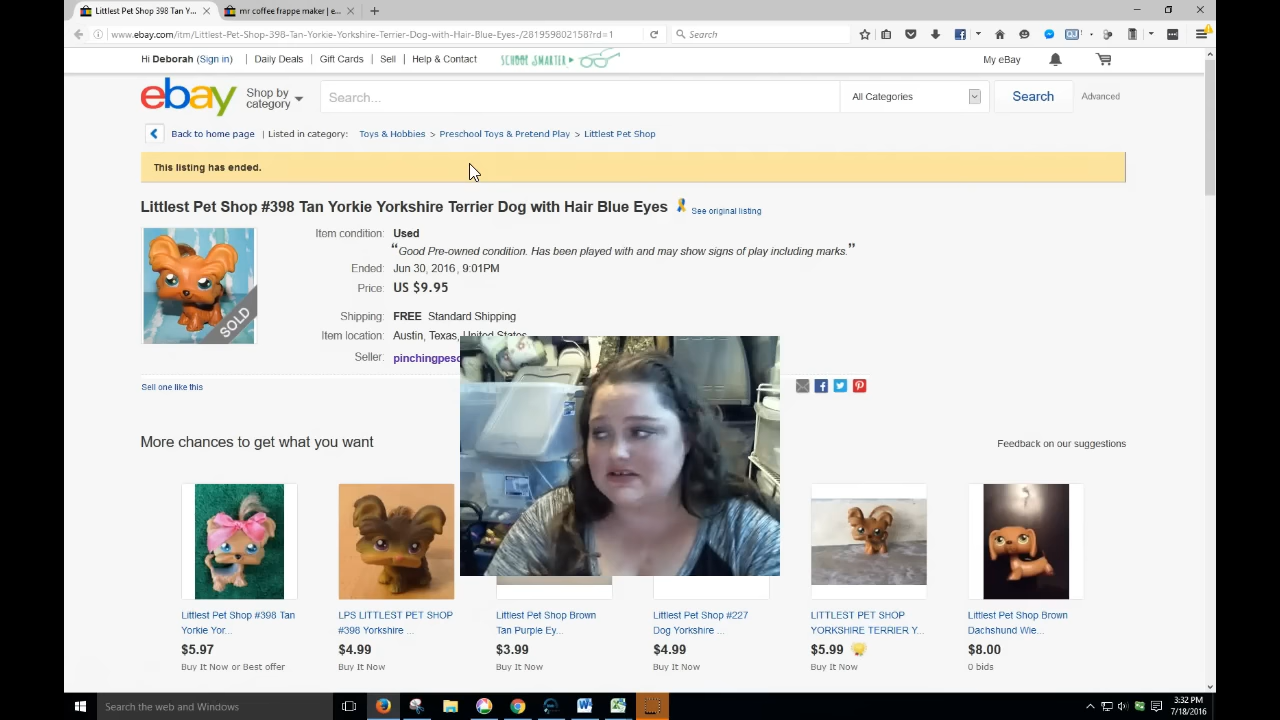 Littlest Pet Shop 398 Tan Y...
mr coffee frappe maker | e...
www.ebay.com/itm/Littlest-Pet-Shop-398-Tan-Yorkie-Yorkshire-Terrier-Dog-with-Hair-Blue-Eyes-/281959802158?rd=1
Search
Hi Deborah (Sign in) Daily Deals Gift Cards Sell Help & Contact SCHOOL SMARTER My eBay
ebay Shop by category Search... All Categories Search Advanced
Back to home page | Listed in category: Toys & Hobbies > Preschool Toys & Pretend Play > Littlest Pet Shop
This listing has ended.
Littlest Pet Shop #398 Tan Yorkie Yorkshire Terrier Dog with Hair Blue Eyes See original listing
Item condition: Used
“Good Pre-owned condition. Has been played with and may show signs of play including marks.”
Ended: Jun 30, 2016, 9:01PM
Price: US $9.95
SOLD
Shipping: FREE Standard Shipping
Item location: Austin, Texas, United States
Seller: pinchingpes
Sell one like this
More chances to get what you want Feedback on our suggestions
Littlest Pet Shop #398 Tan
Yorkie Yor...
$5.97
Buy It Now or Best offer
LPS LITTLEST PET SHOP
#398 Yorkshire ...
$4.99
Buy It Now
Littlest Pet Shop Brown
Tan Purple Ey...
$3.99
Buy It Now
Littlest Pet Shop #227
Dog Yorkshire ...
$4.99
Buy It Now
LITTLEST PET SHOP
YORKSHIRE TERRIER Y...
$5.99
Buy It Now
Littlest Pet Shop Brown
Dachshund Wie...
$8.00
0 bids
Search the web and Windows
3:32 PM
7/18/2016